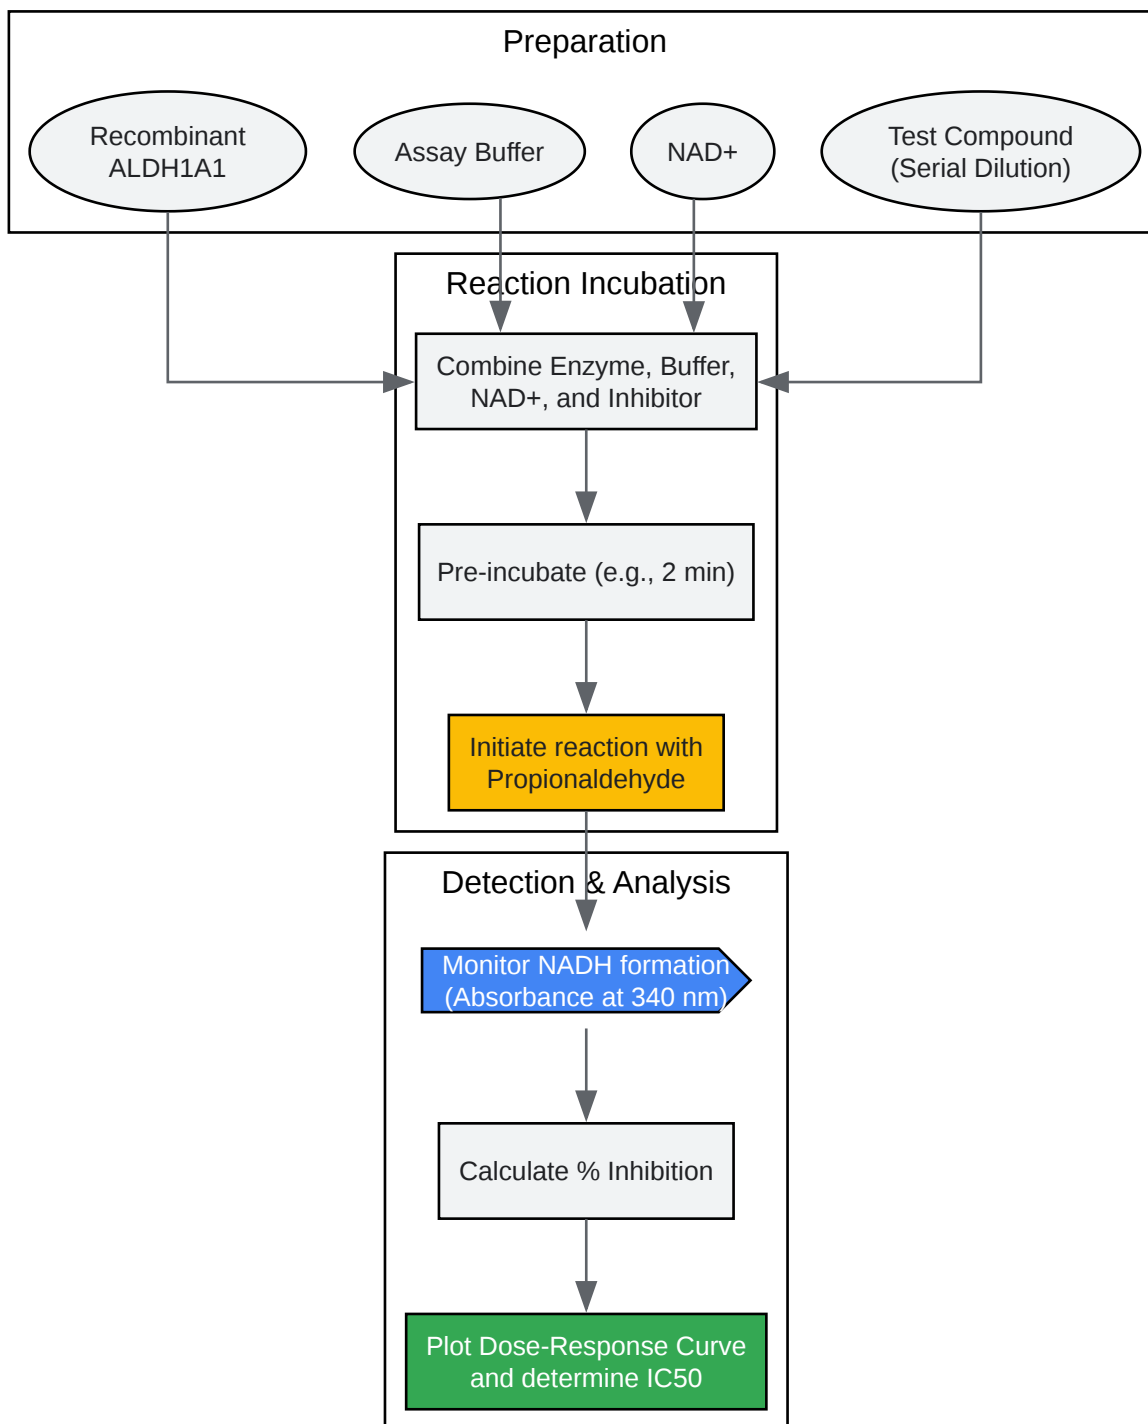 Preparation
Recombinant
ALDH1A1
Assay Buffer
NAD+
Test Compound
(Serial Dilution)
Reaction Incubation
Combine Enzyme, Buffer,
NAD+, and Inhibitor
Pre-incubate (e.g., 2 min)
Initiate reaction with
Propionaldehyde
Detection & Analysis
Monitor NADH formation
(Absorbance at 340 nm)
Calculate % Inhibition
Plot Dose-Response Curve
and determine IC50